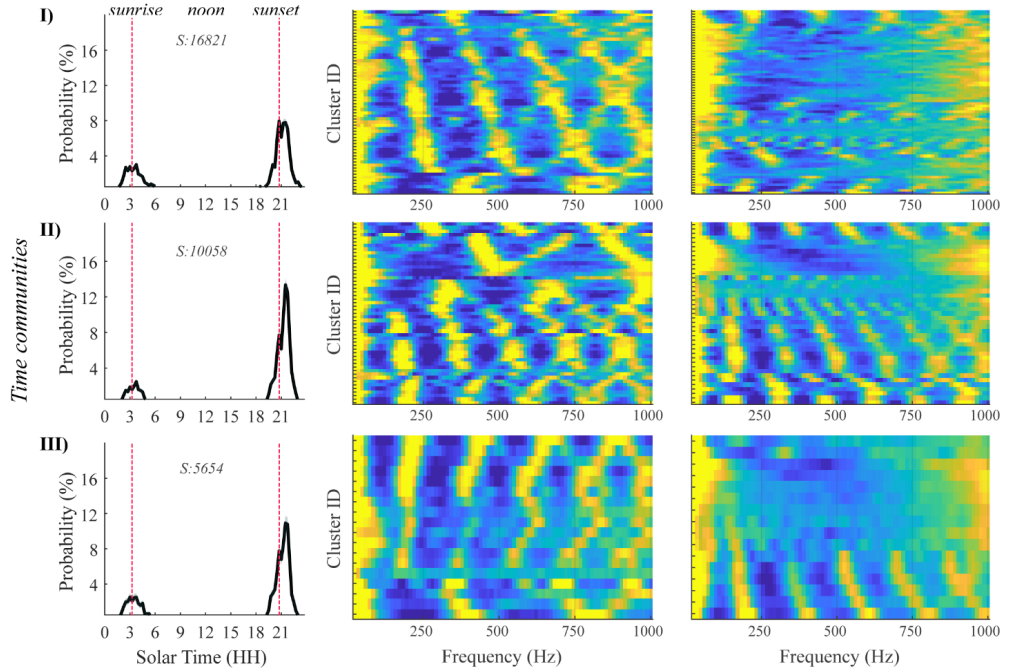 I)
sunrise noon sunset
S:16821
Probability (%)
16
12
8
4
0 3 6 9 12 15 18 21
Cluster ID
250 500 750 1000
250 500 750 1000
Time communities
II)
S:10058
Probability (%)
16
12
8
4
0 3 6 9 12 15 18 21
Cluster ID
250 500 750 1000
250 500 750 1000
III)
S:5654
Probability (%)
16
12
8
4
0 3 6 9 12 15 18 21
Solar Time (HH)
Cluster ID
250 500 750 1000
Frequency (Hz)
250 500 750 1000
Frequency (Hz)